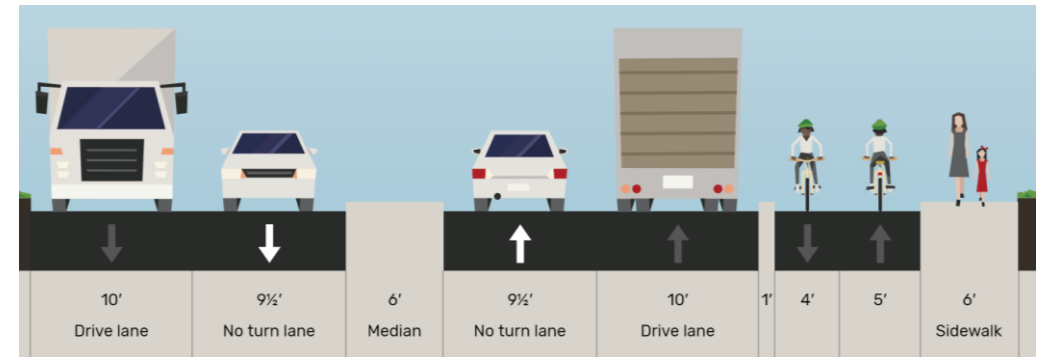 10′ 9½′ 6′ 9½′ 10′ 1′ 4′ 5′ 6′
Drive lane No turn lane Median No turn lane Drive lane Sidewalk